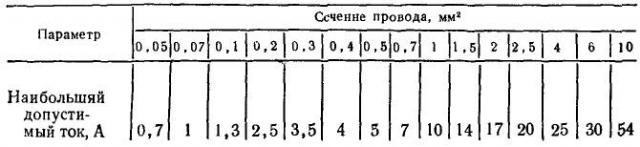 Параметр Сечение провода, мм²
0,05 0,07 0,1 0,2 0,3 0,4 0,5 0,7 1 1,5 2 2,5 4 6 10
Наибольшяй
допусти-
мый ток, А 0,7 1 1,3 2,5 3,5 4 5 7 10 14 17 20 25 30 54